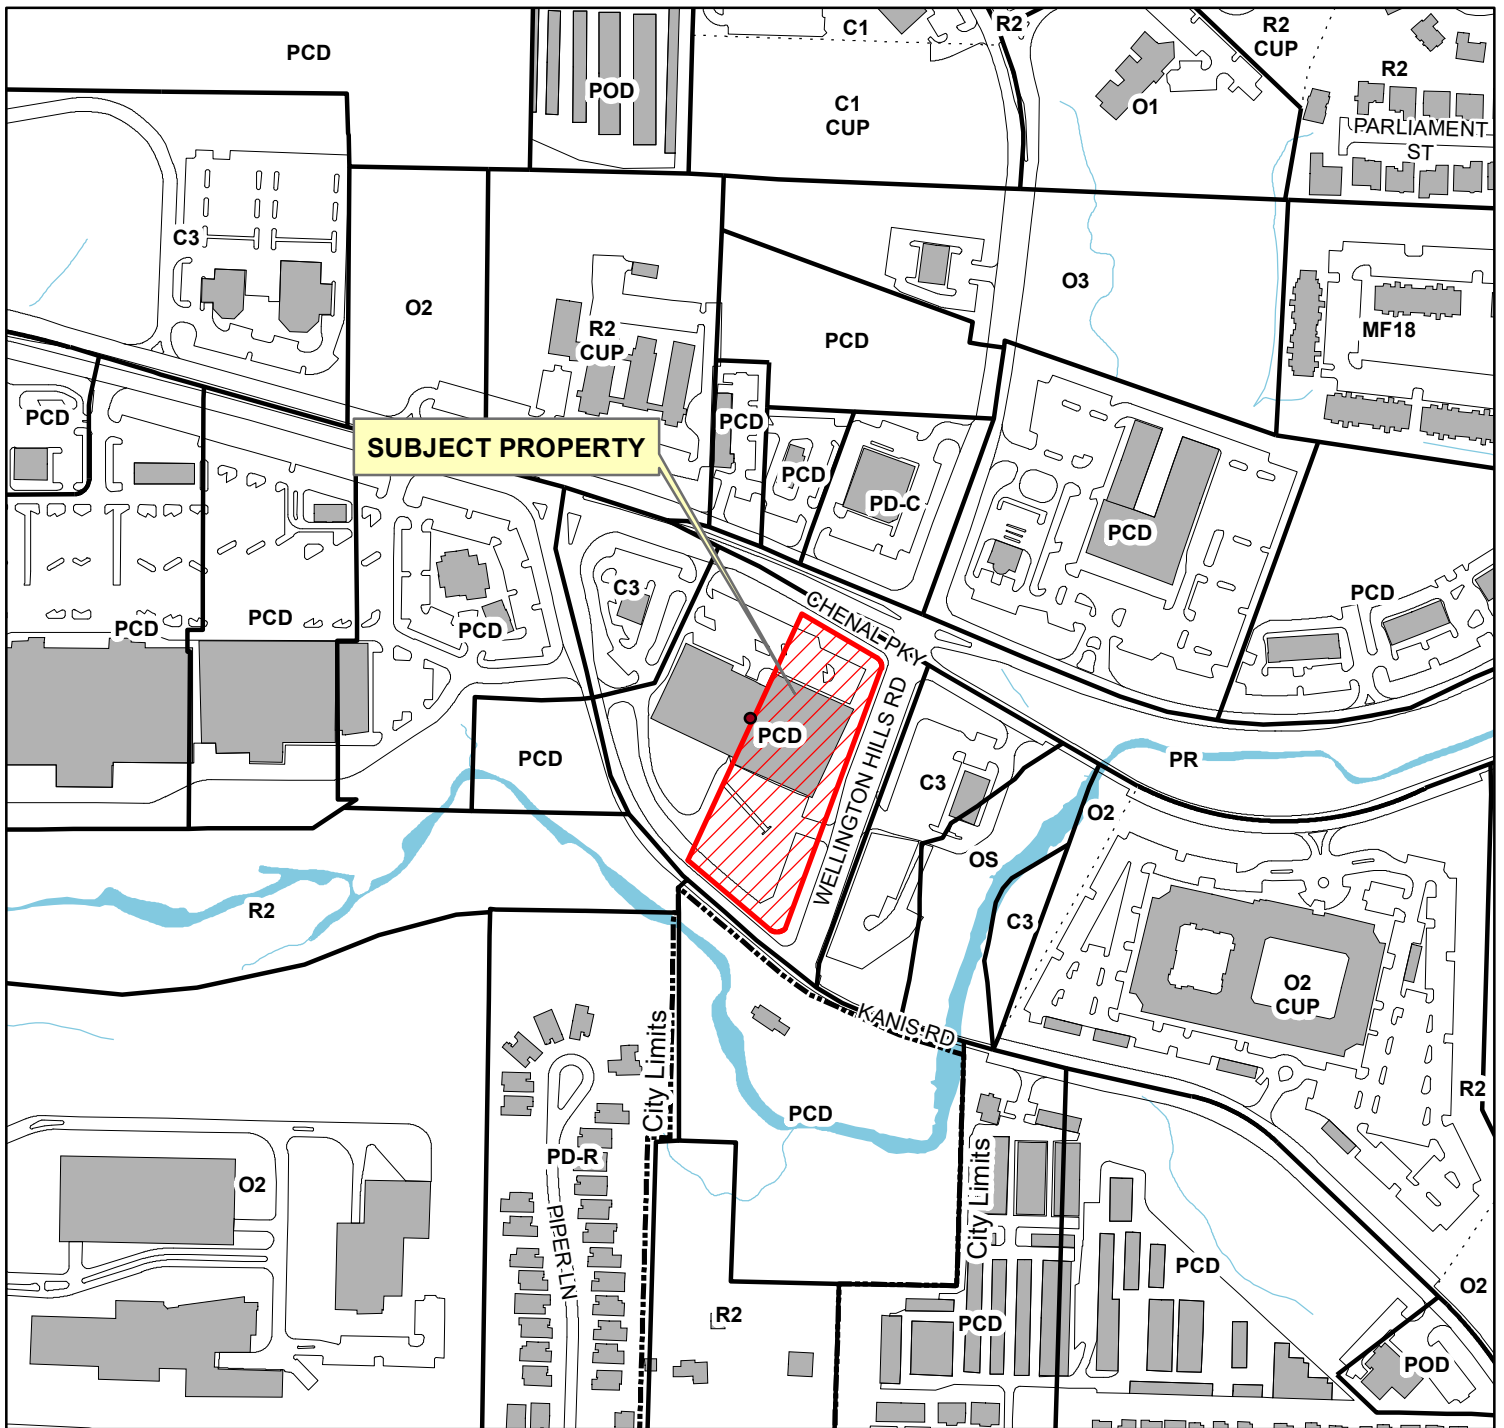 PCD
C1
R2
R2
CUP
R2
POD
C1
CUP
O1
PARLIAMENT
ST
C3
O2
R2
CUP
PCD
O3
MF18
PCD
PCD
SUBJECT PROPERTY
PCD
PD-C
PCD
PCD
PCD
PCD
PCD
C3
CHENAL PKY
PCD
WELLINGTON HILLS RD
PCD
C3
PR
O2
OS
R2
C3
O2
CUP
KANIS RD
City Limits
PCD
R2
PD-R
O2
PIPER LN
City Limits
PCD
O2
R2
PCD
POD